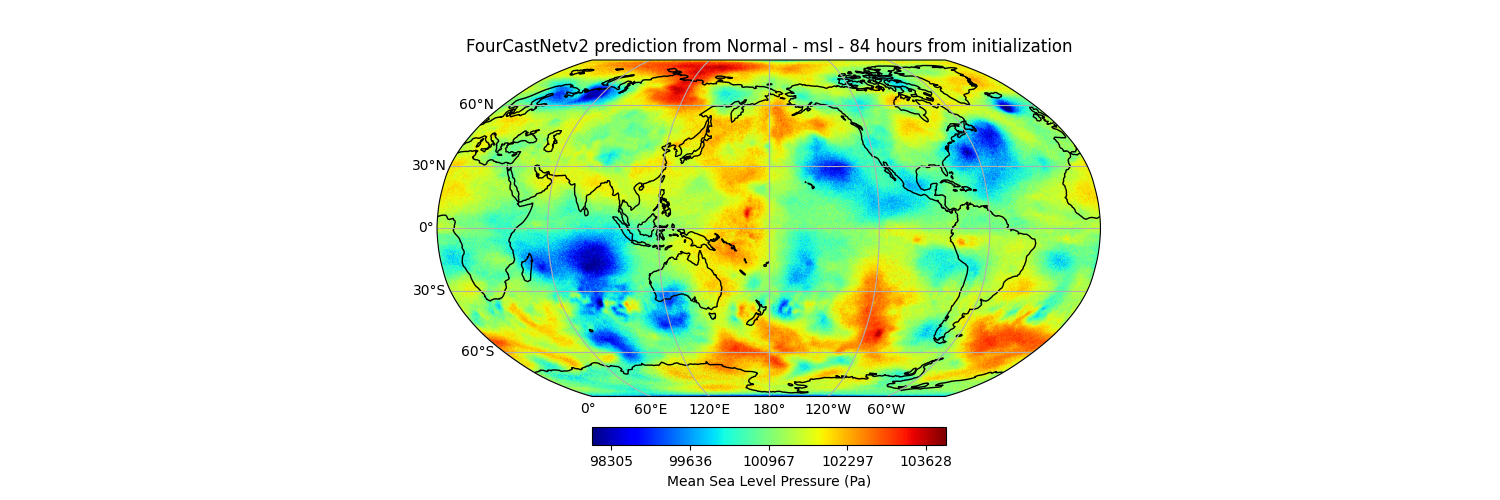 FourCastNetv2 prediction from Normal - msl - 84 hours from initialization
60°N
30°N
0°
30°S
60°S
0° 60°E 120°E 180° 120°W 60°W
98305 99636 100967 102297 103628
Mean Sea Level Pressure (Pa)